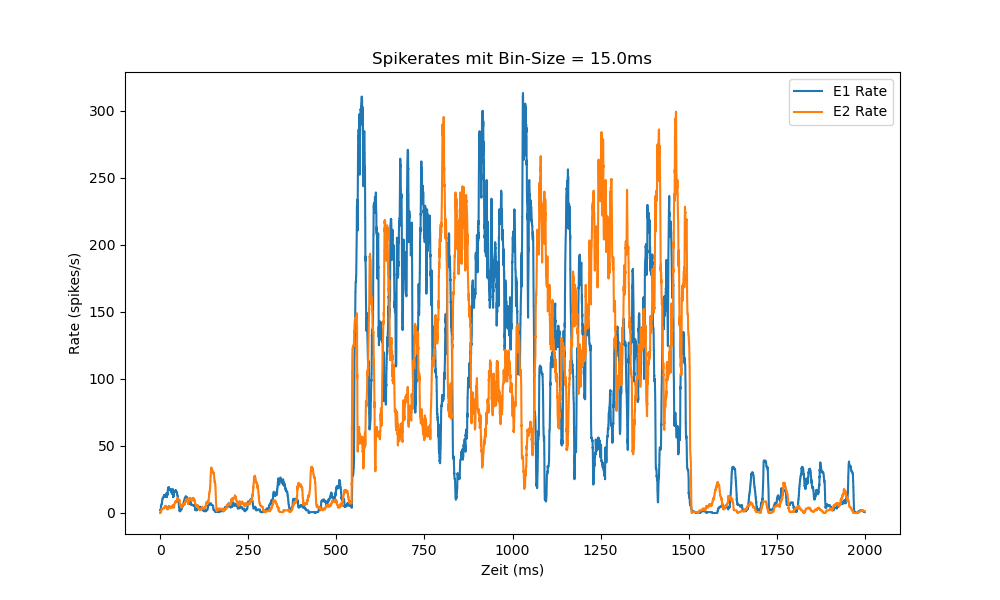 Spikerates mit Bin-Size = 15.0ms
E1 Rate
E2 Rate
Rate (spikes/s)
300
250
200
150
100
50
0
0 250 500 750 1000 1250 1500 1750 2000
Zeit (ms)